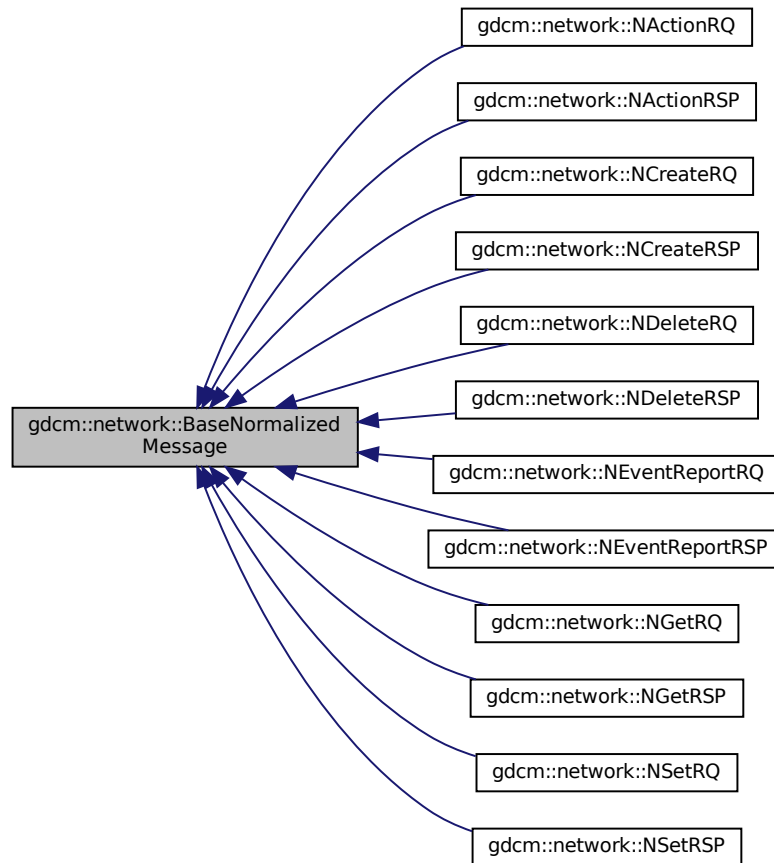 gdcm::network::NActionRQ
gdcm::network::NActionRSP
gdcm::network::NCreateRQ
gdcm::network::NCreateRSP
gdcm::network::NDeleteRQ
gdcm::network::NDeleteRSP
gdcm::network::BaseNormalized
Message
gdcm::network::NEventReportRQ
gdcm::network::NEventReportRSP
gdcm::network::NGetRQ
gdcm::network::NGetRSP
gdcm::network::NSetRQ
gdcm::network::NSetRSP